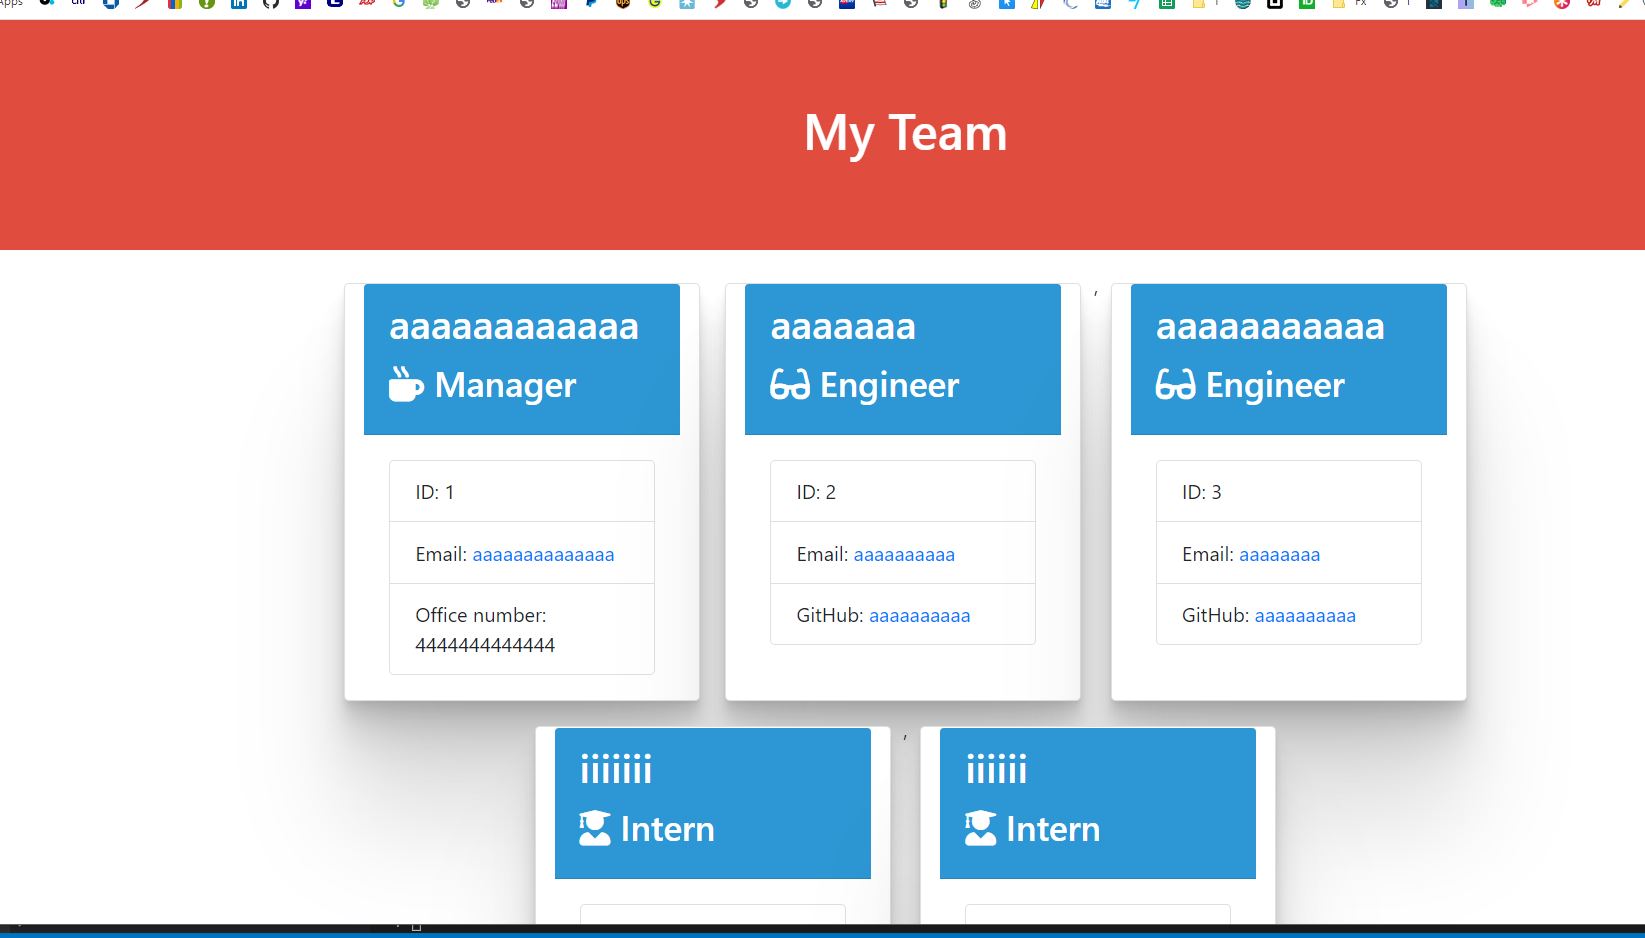 Apps
My Team
aaaaaaaaaaaa
Manager
ID: 1
Email: aaaaaaaaaaaaaa
Office number:
4444444444444
aaaaaaa
Engineer
ID: 2
Email: aaaaaaaaaa
GitHub: aaaaaaaaaa
,
aaaaaaaaaaa
Engineer
ID: 3
Email: aaaaaaaa
GitHub: aaaaaaaaaa
iiiiiii
Intern
,
iiiiii
Intern